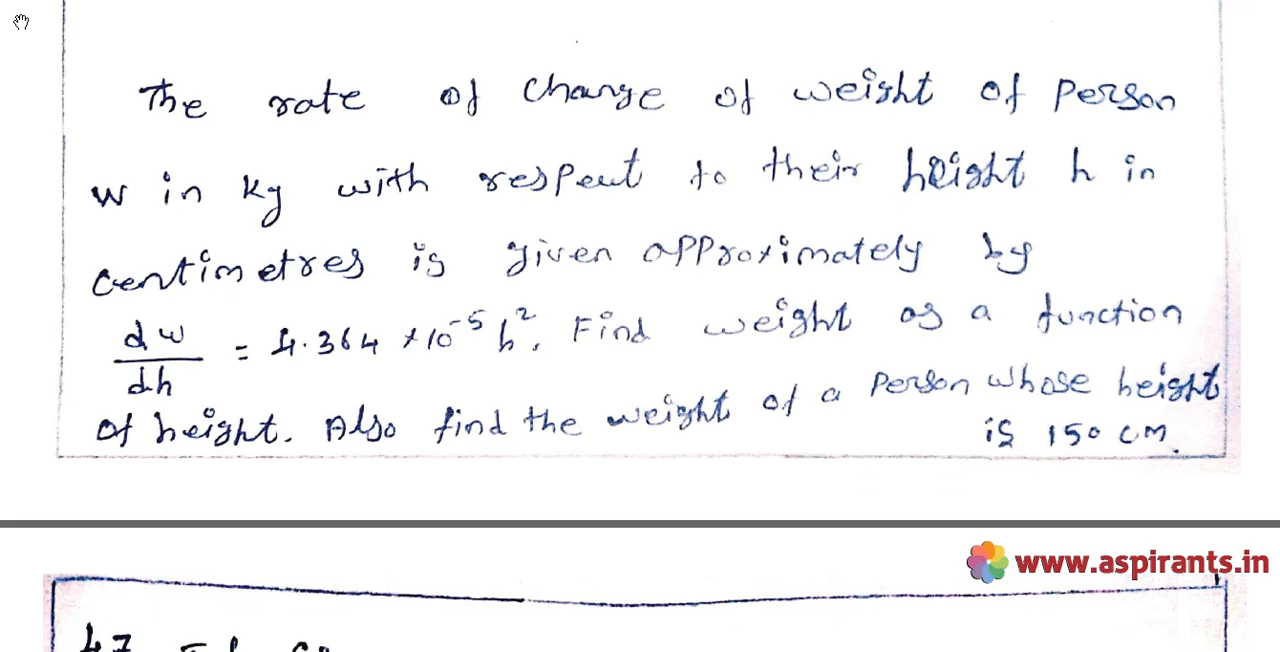 The rate of change of weight of person
W in kg with respect to their height h in
centimetres is given approximately by
dw/dh = 4.364 × 10⁻⁵ h². Find weight as a function
of height. Also find the weight of a person whose height
is 150 cm.
www.aspirants.in
47